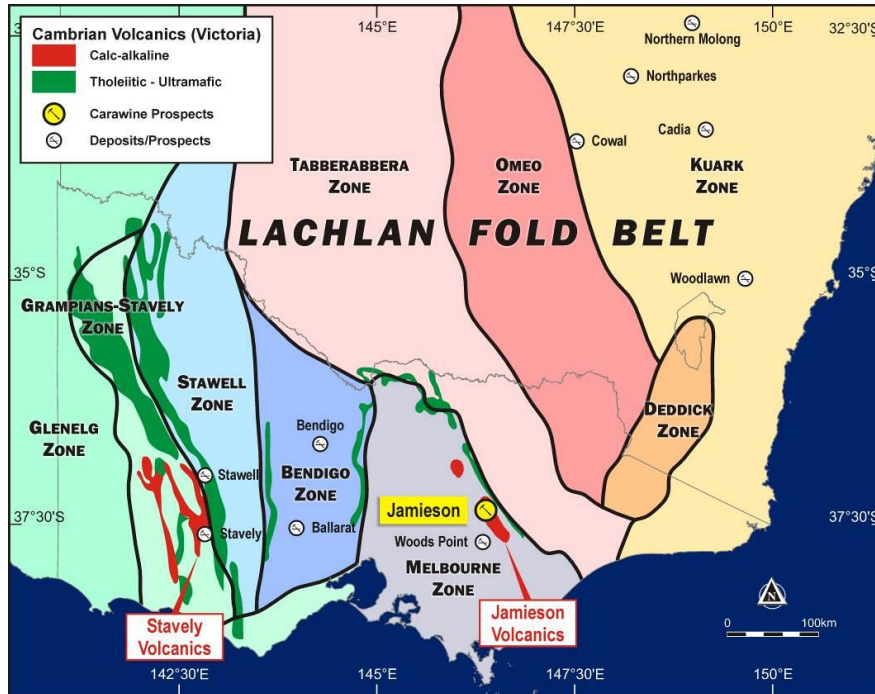 Cambrian Volcanics (Victoria)
Calc-alkaline
Tholeiitic - Ultramafic
Carawine Prospects
Deposits/Prospects
145°E
147°30'E
150°E
32°30'S
Northern Molong
Northparkes
Cowal
Cadia
TABBERABBERA
ZONE
OMEO
ZONE
KUARK
ZONE
LACHLAN FOLD BELT
35°S
35°S
Woodlawn
GRAMPIANS-STAVELY
ZONE
STAWELL
ZONE
GLENELG
ZONE
DEDDICK
ZONE
Bendigo
BENDIGO
ZONE
Stawell
Stavely
Ballarat
Jamieson
37°30'S
37°30'S
Woods Point
MELBOURNE
ZONE
Stavely
Volcanics
Jamieson
Volcanics
N
0 100km
142°30'E
145°E
147°30'E
150°E